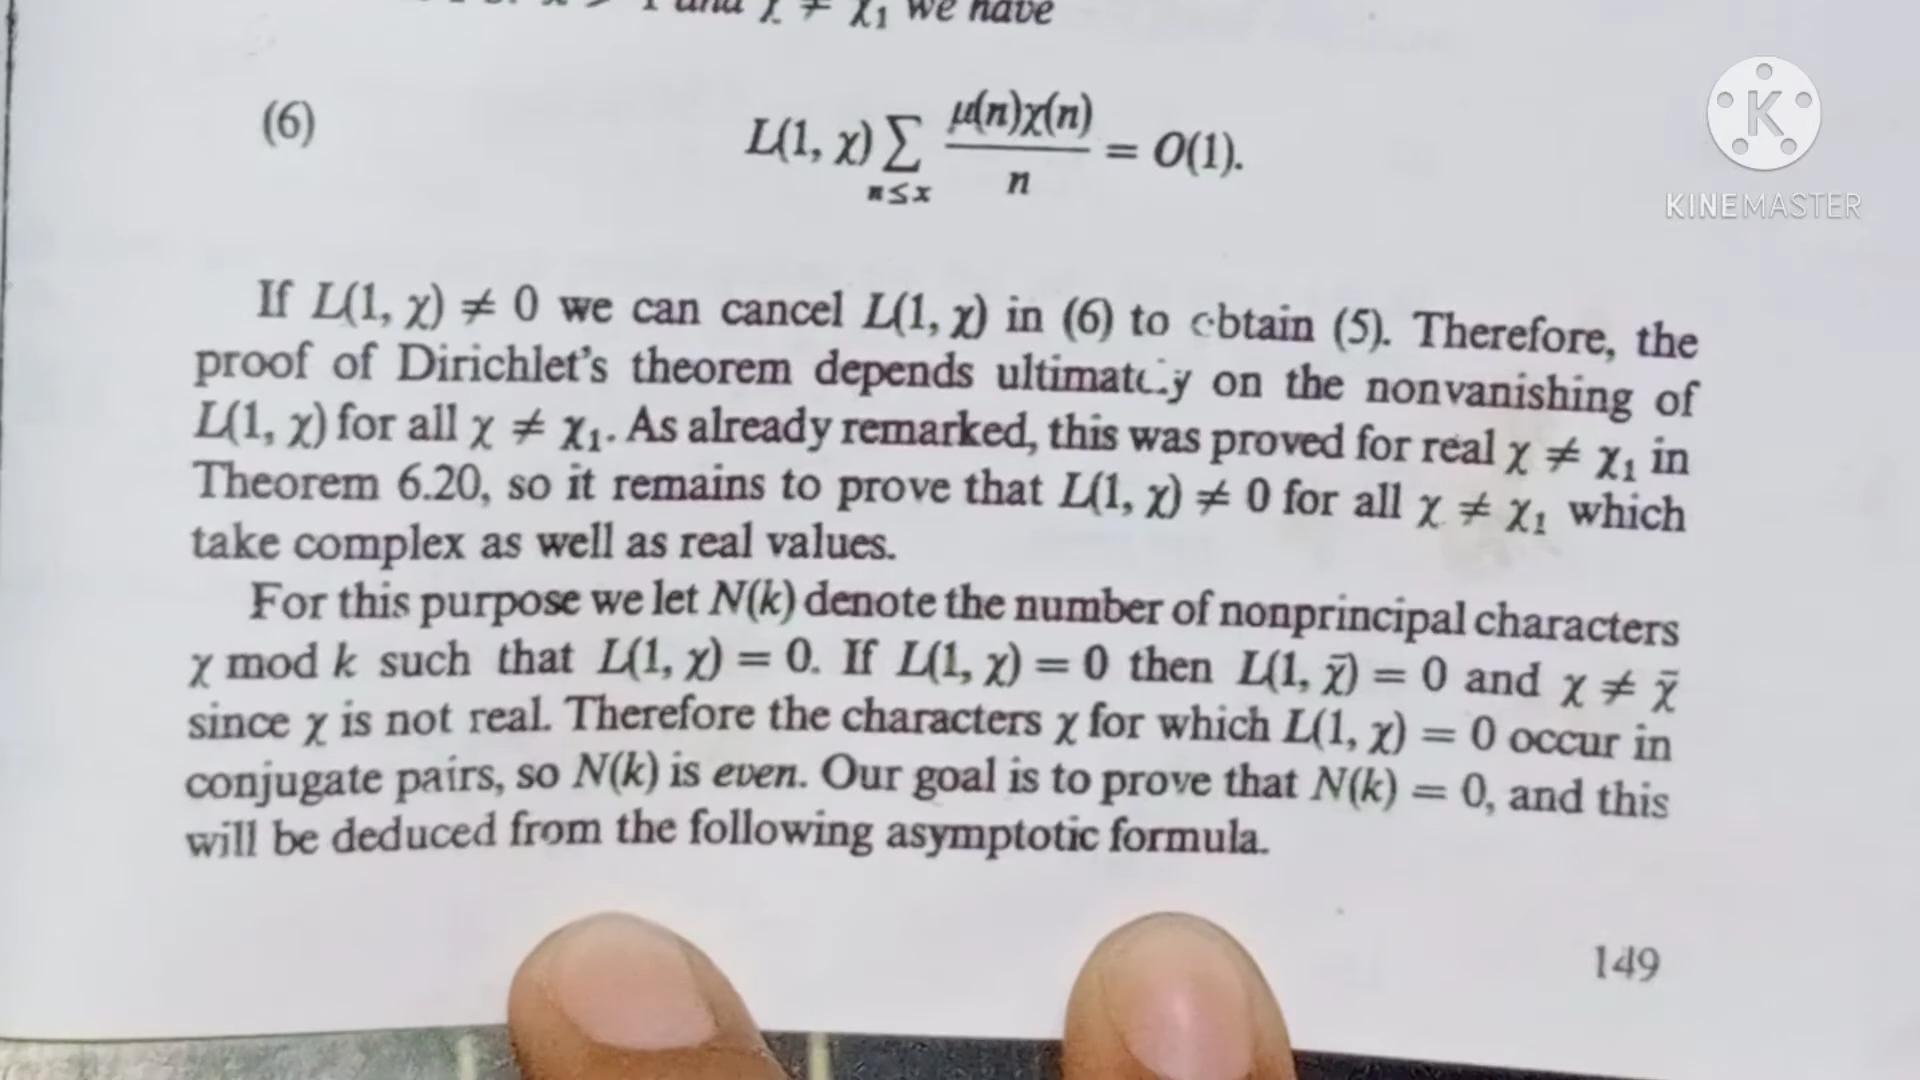 and χ ≠ χ₁ we have
(6) L(1, χ) ∑ μ(n)χ(n) / n = O(1).
n≤x
K
KINEMASTER
If L(1, χ) ≠ 0 we can cancel L(1, χ) in (6) to obtain (5). Therefore, the
proof of Dirichlet's theorem depends ultimately on the nonvanishing of
L(1, χ) for all χ ≠ χ₁. As already remarked, this was proved for real χ ≠ χ₁ in
Theorem 6.20, so it remains to prove that L(1, χ) ≠ 0 for all χ ≠ χ₁ which
take complex as well as real values.
For this purpose we let N(k) denote the number of nonprincipal characters
χ mod k such that L(1, χ) = 0. If L(1, χ) = 0 then L(1, χ̄) = 0 and χ ≠ χ̄
since χ is not real. Therefore the characters χ for which L(1, χ) = 0 occur in
conjugate pairs, so N(k) is even. Our goal is to prove that N(k) = 0, and this
will be deduced from the following asymptotic formula.
149